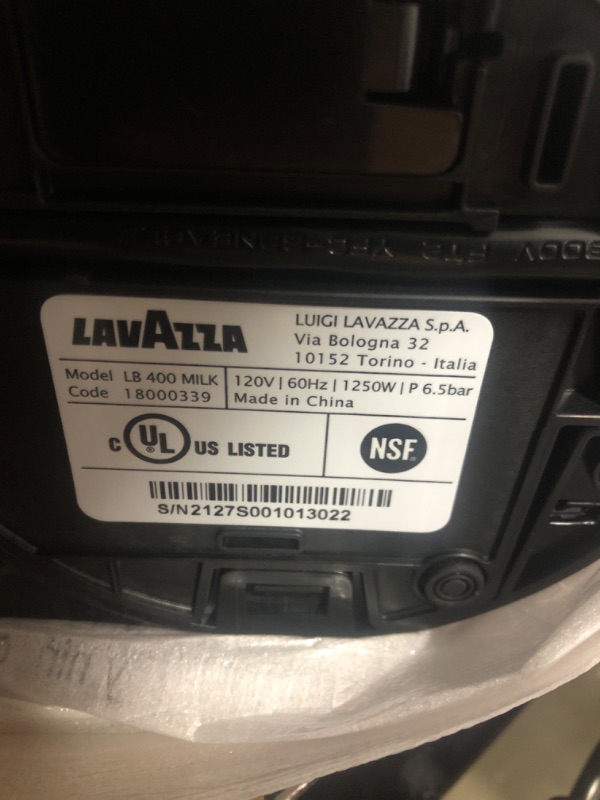 LAVAZZA
LUIGI LAVAZZA S.p.A.
Via Bologna 32
10152 Torino - Italia
Model LB 400 MILK
Code 18000339
120V | 60Hz | 1250W | P 6.5bar
Made in China
C UL US LISTED
®
NSF
S/N2127S001013022